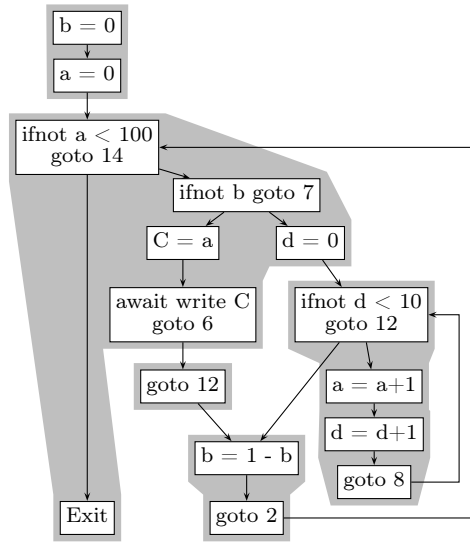 b = 0
a = 0
ifnot a < 100
goto 14
ifnot b goto 7
C = a
d = 0
await write C
goto 6
ifnot d < 10
goto 12
goto 12
a = a+1
d = d+1
b = 1 - b
goto 8
Exit
goto 2